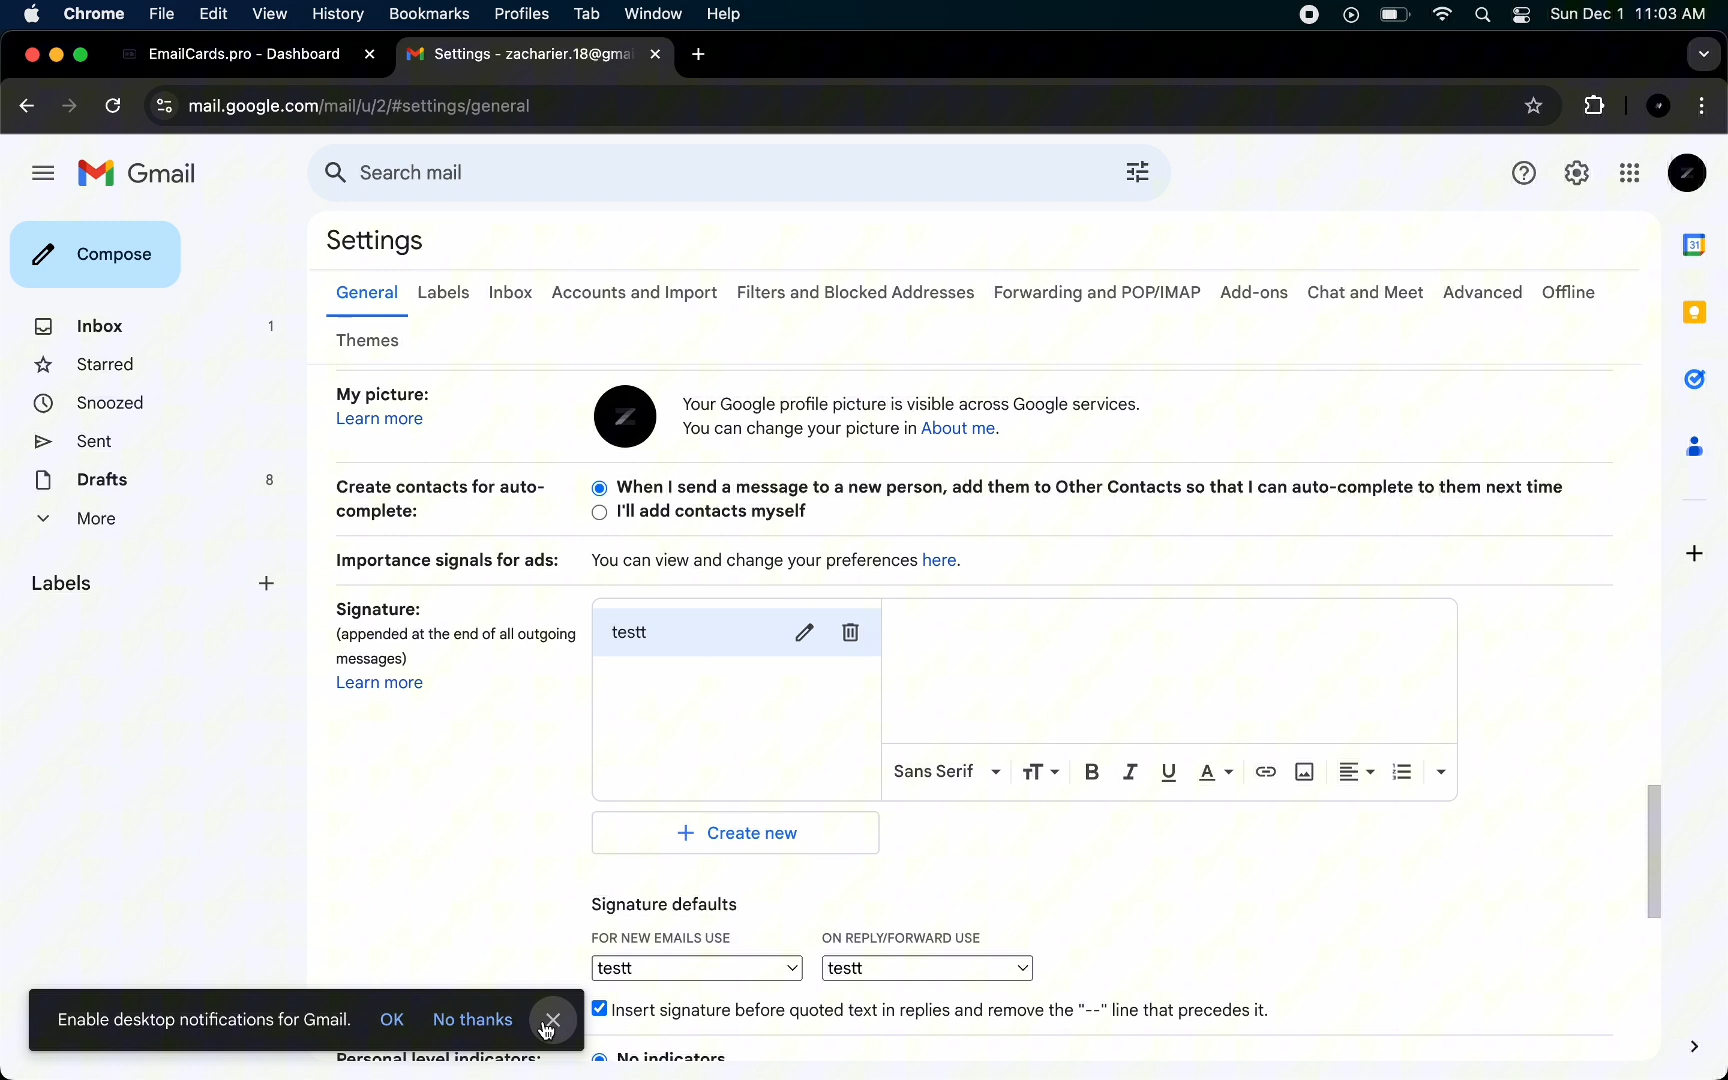 Chrome File Edit View History Bookmarks Profiles Tab Window Help Sun Dec 1 11:03 AM
EmailCards.pro - Dashboard Settings - zacharier.18@gma
mail.google.com/mail/u/2/#settings/general
Gmail Search mail
Compose
Inbox 1
Starred
Snoozed
Sent
Drafts 8
More
Labels
Settings
General Labels Inbox Accounts and Import Filters and Blocked Addresses Forwarding and POP/IMAP Add-ons Chat and Meet Advanced Offline
Themes
My picture:
Learn more
Your Google profile picture is visible across Google services.
You can change your picture in About me.
Create contacts for auto-
complete:
When I send a message to a new person, add them to Other Contacts so that I can auto-complete to them next time
I'll add contacts myself
Importance signals for ads: You can view and change your preferences here.
Signature:
(appended at the end of all outgoing
messages)
Learn more
testt
Sans Serif
Create new
Signature defaults
FOR NEW EMAILS USE ON REPLY/FORWARD USE
testt testt
Insert signature before quoted text in replies and remove the "--" line that precedes it.
Personal level indicators: No indicators
Enable desktop notifications for Gmail. OK No thanks
31